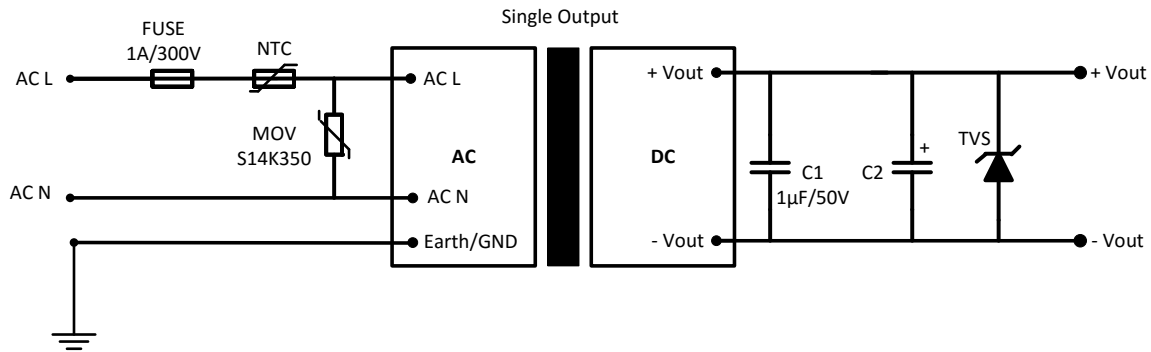 Single Output
FUSE
1A/300V
NTC
AC L
AC L
MOV
S14K350
AC
AC N
AC N
Earth/GND
+ Vout
DC
- Vout
C1
1µF/50V
C2
+
TVS
+ Vout
- Vout